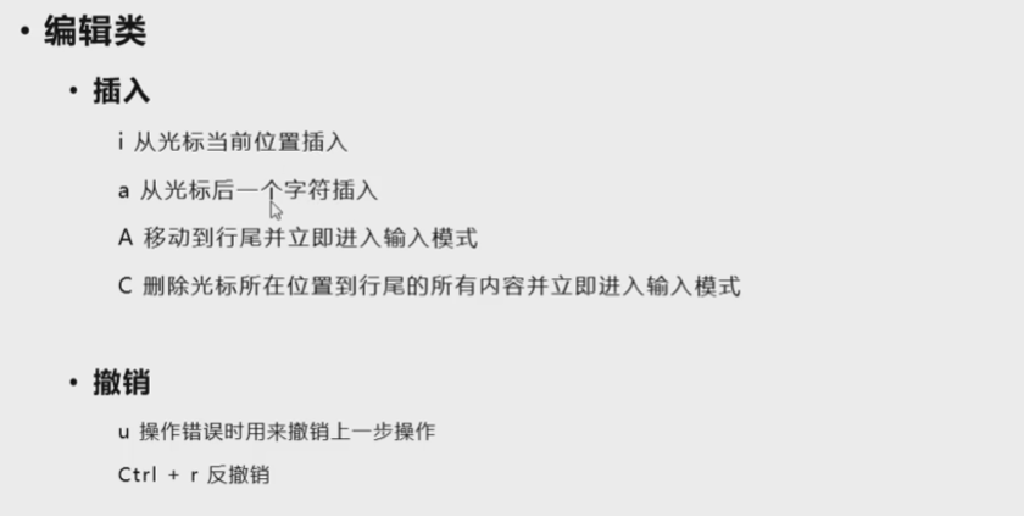 • 编辑类
• 插入
i 从光标当前位置插入
a 从光标后一个字符插入
A 移动到行尾并立即进入输入模式
C 删除光标所在位置到行尾的所有内容并立即进入输入模式
• 撤销
u 操作错误时用来撤销上一步操作
Ctrl + r 反撤销